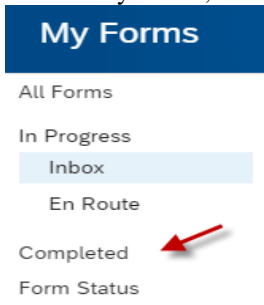 My Forms
All Forms
In Progress
Inbox
En Route
Completed
Form Status